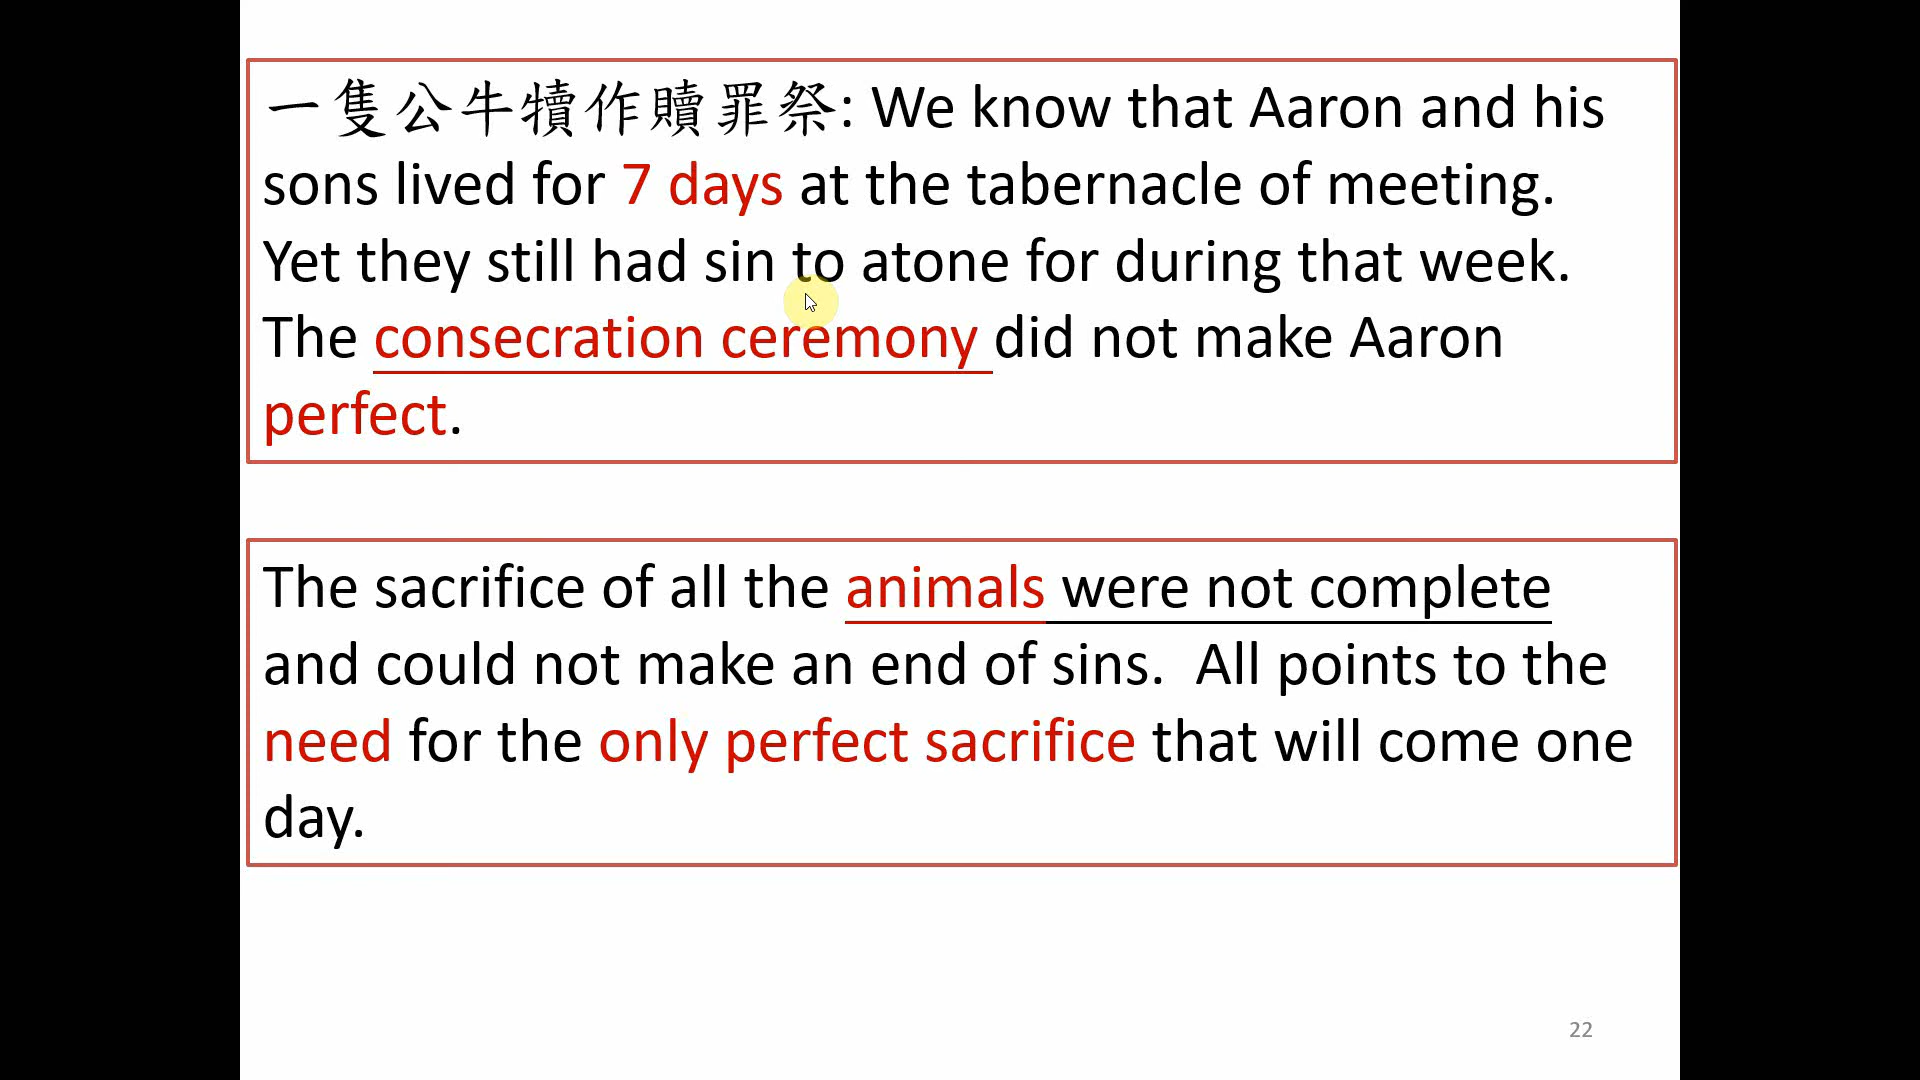 一隻公牛犢作贖罪祭: We know that Aaron and his
sons lived for 7 days at the tabernacle of meeting.
Yet they still had sin to atone for during that week.
The consecration ceremony did not make Aaron
perfect.
The sacrifice of all the animals were not complete
and could not make an end of sins.  All points to the
need for the only perfect sacrifice that will come one
day.
22